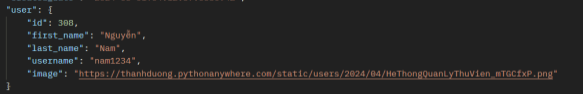 "user": {
"id": 308,
"first_name": "Nguyễn",
"last_name": "Nam",
"username": "nam1234",
"image": "https://thanhduong.pythonanywhere.com/static/users/2024/04/HeThongQuanLyThuVien_mTGCfxP.png"
}